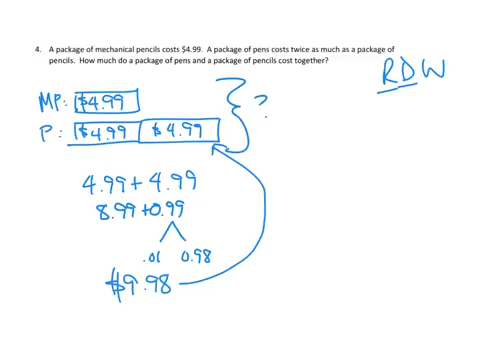 4. A package of mechanical pencils costs $4.99. A package of pens costs twice as much as a package of
pencils. How much do a package of pens and a package of pencils cost together?
RDW
MP: $4.99
P: $4.99 $4.99
?
4.99 + 4.99
8.99 + 0.99
.01 0.98
$9.98